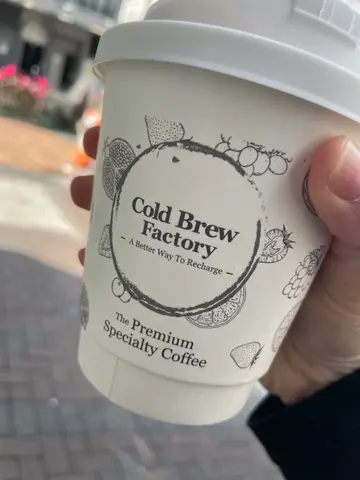 Cold Brew
Factory
– A Better Way To Recharge –
The Premium
Specialty Coffee